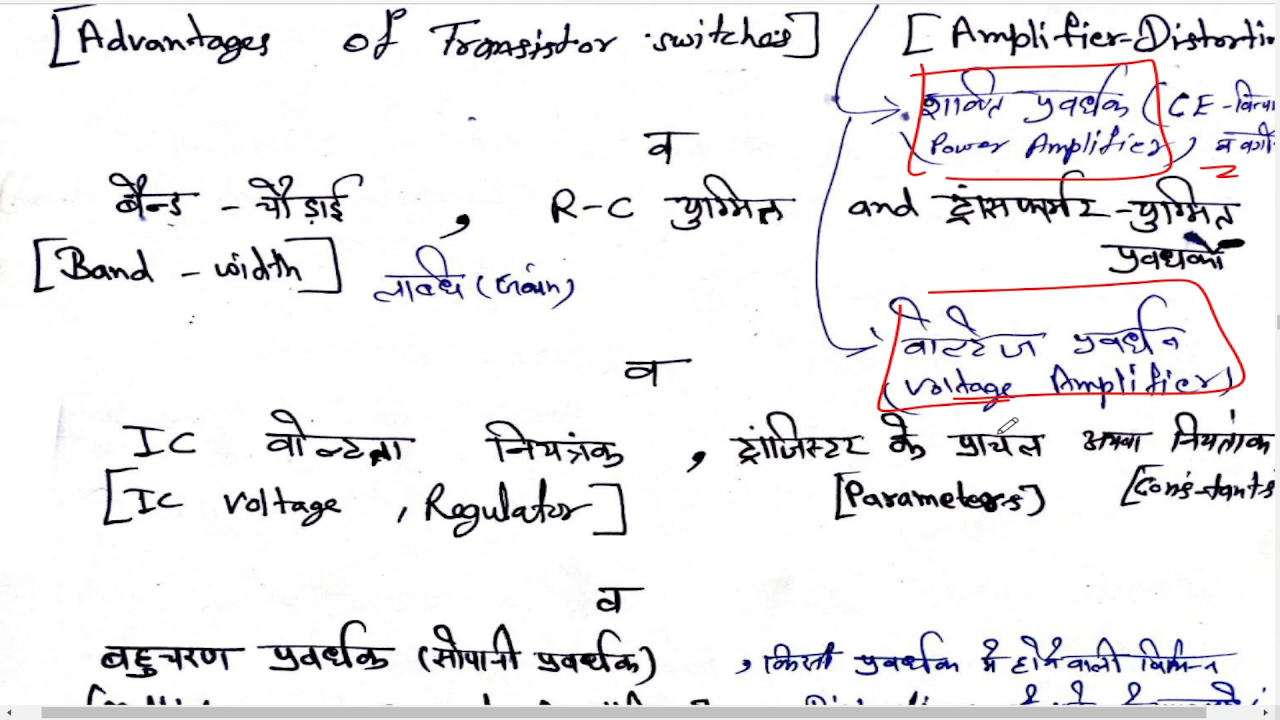 [Advantages of Transistor switches] [Amplifier-Distorti
शक्ति प्रवर्धक (CE-
(Power Amplifier)
व
बैन्ड - चौड़ाई , R-C युग्मित and ट्रांसफार्मर-युग्मित
प्रवर्धकों
[Band - width] लब्धि (Gain)
वोल्टेज प्रवर्धन
(Voltage Amplifier)
व
IC वोल्टता नियंत्रक , ट्रांजिस्टर के प्राचल अथवा नियतांक
[IC voltage , Regulator] [Parameters] [Constants
व
बहुचरण प्रवर्धक (सोपानी प्रवर्धक) , किसी प्रवर्धक में होने वाली विभिन्न